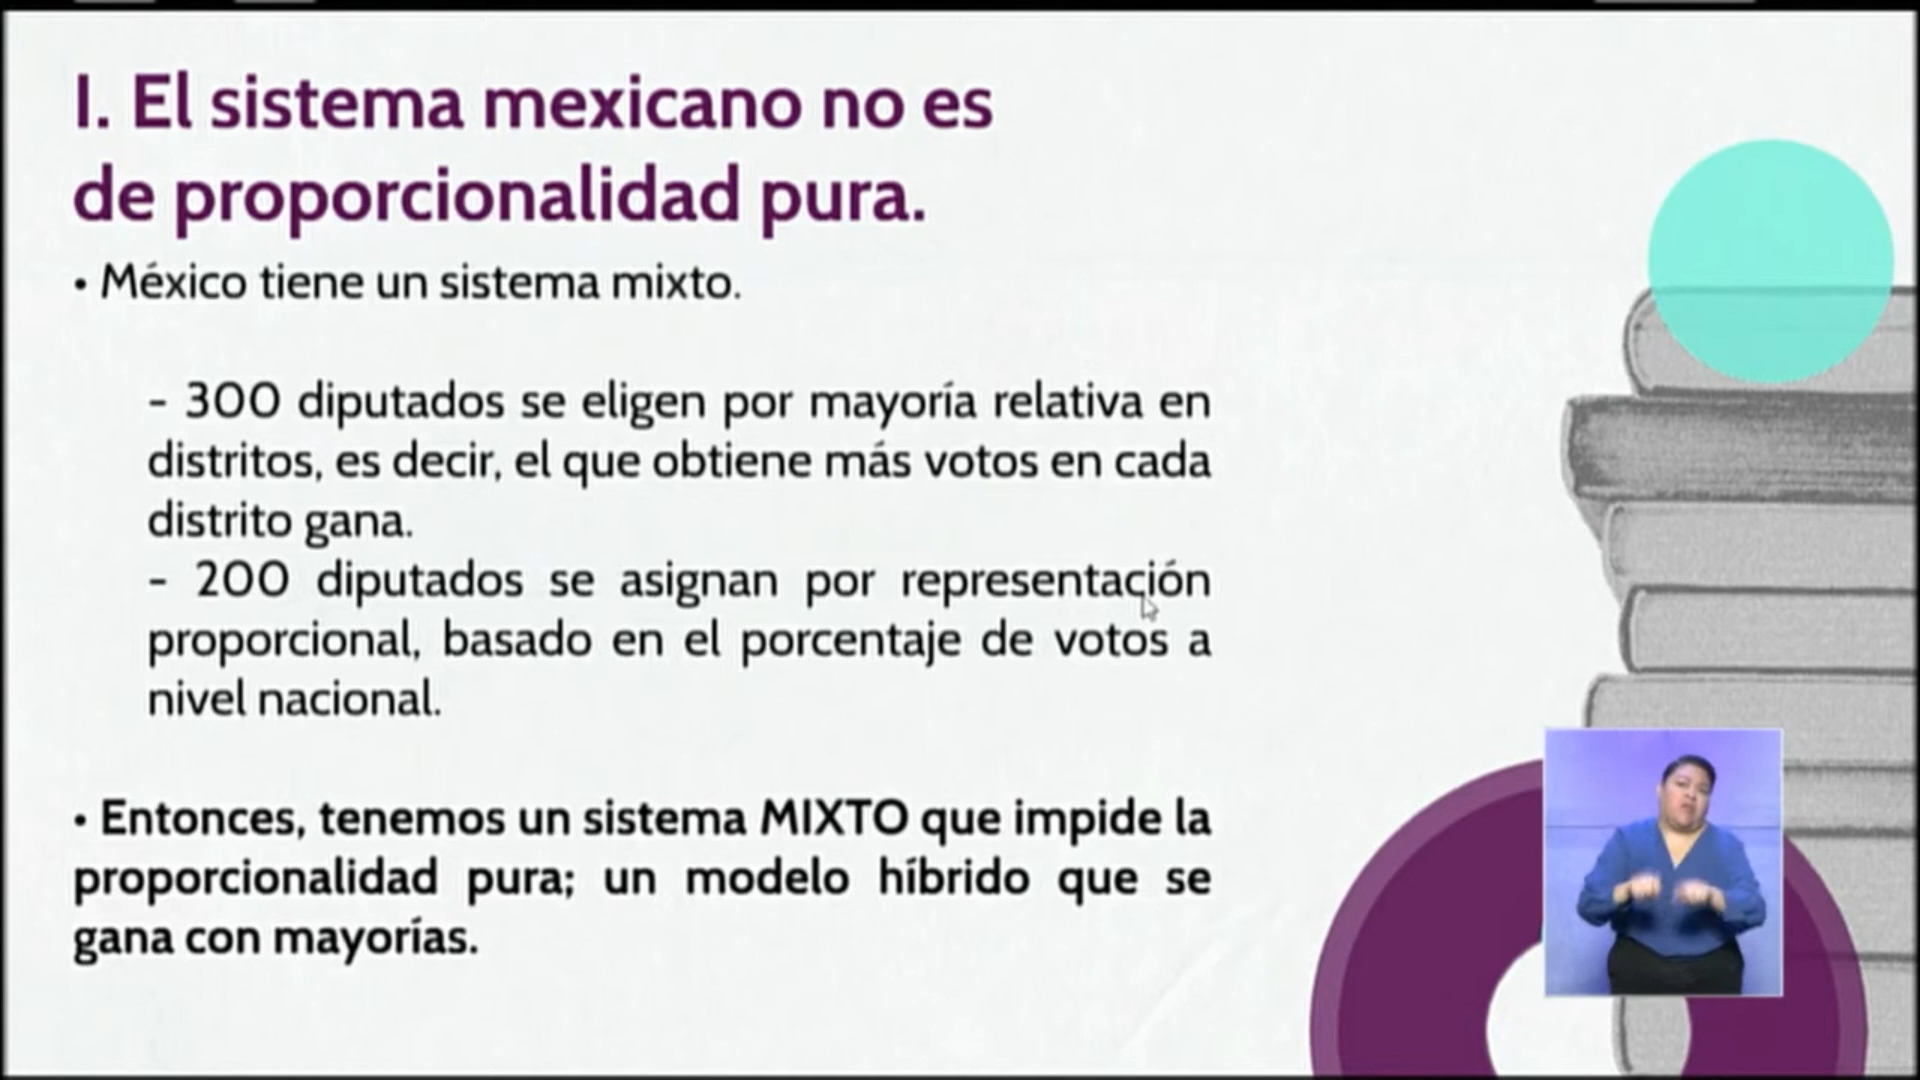 I. El sistema mexicano no es
de proporcionalidad pura.
• México tiene un sistema mixto.
- 300 diputados se eligen por mayoría relativa en
distritos, es decir, el que obtiene más votos en cada
distrito gana.
- 200 diputados se asignan por representación
proporcional, basado en el porcentaje de votos a
nivel nacional.
• Entonces, tenemos un sistema MIXTO que impide la
proporcionalidad pura; un modelo híbrido que se
gana con mayorías.